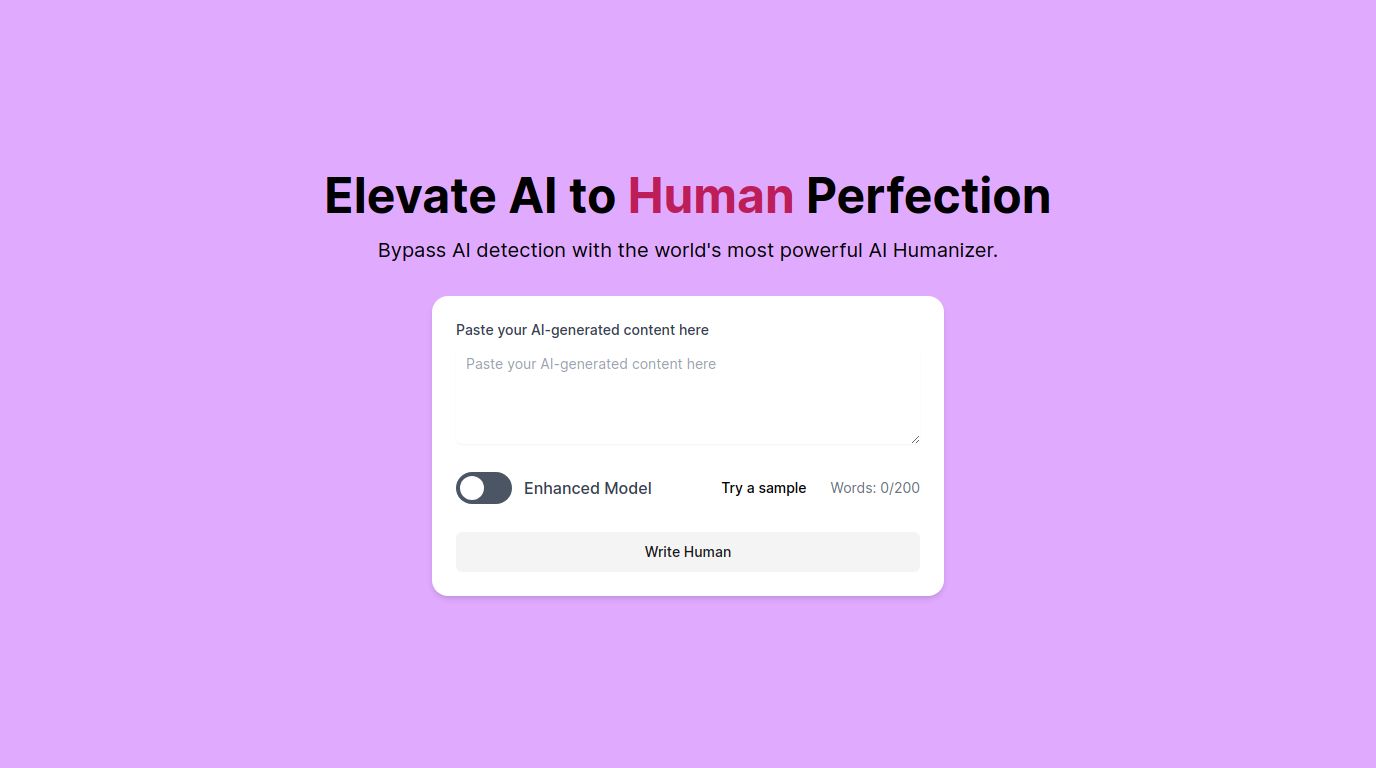 Elevate AI to Human Perfection
Bypass AI detection with the world's most powerful AI Humanizer.
Paste your AI-generated content here
Paste your AI-generated content here
Enhanced Model
Try a sample
Words: 0/200
Write Human